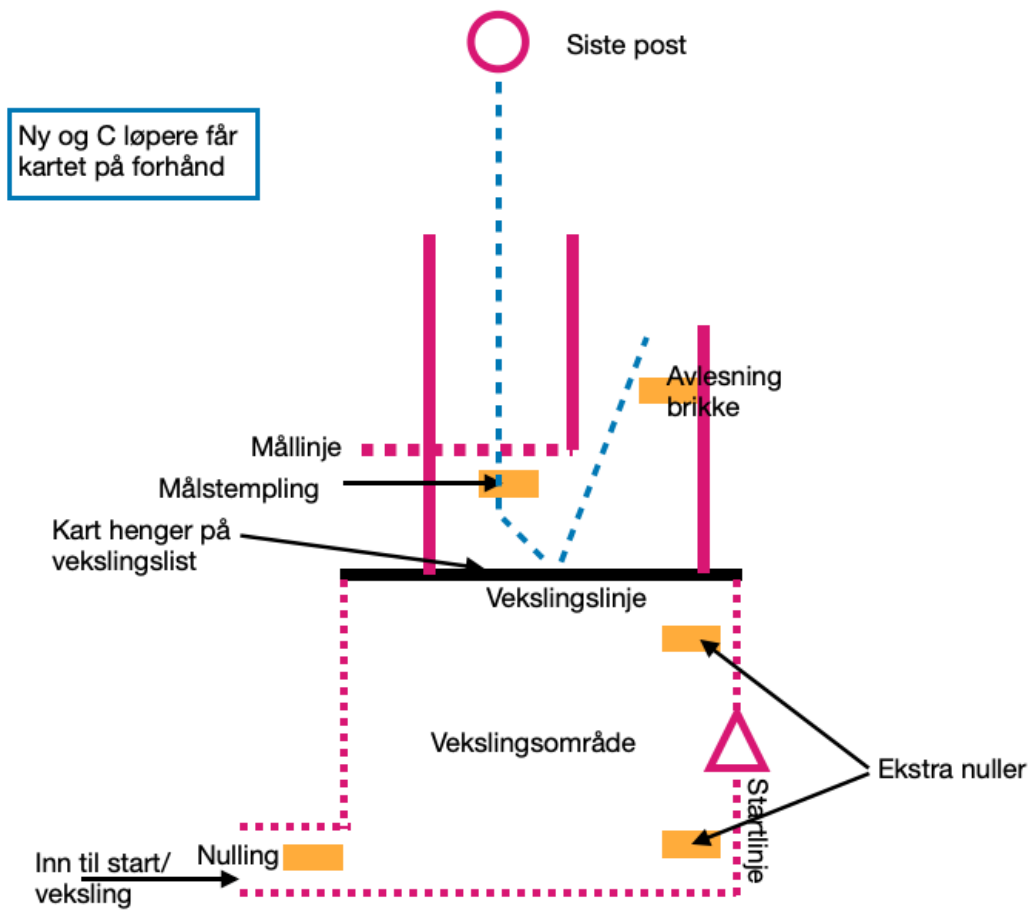 Siste post
Ny og C løpere får
kartet på forhånd
Avlesning
brikke
Mållinje
Målstempling
Kart henger på
vekslingslist
Vekslingslinje
Vekslingsområde
Ekstra nuller
Startlinje
Nulling
Inn til start/
veksling